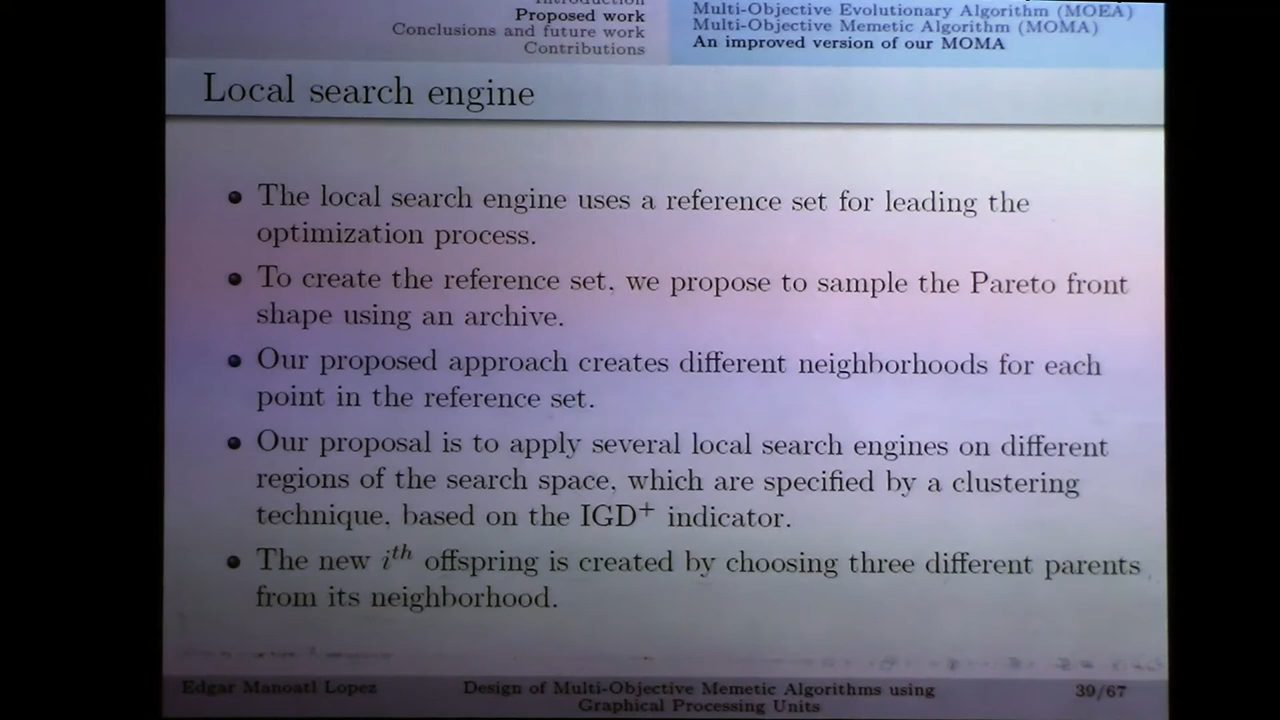 Introduction
Proposed work
Conclusions and future work
Contributions
Multi-Objective Evolutionary Algorithm (MOEA)
Multi-Objective Memetic Algorithm (MOMA)
An improved version of our MOMA
Local search engine
The local search engine uses a reference set for leading the
optimization process.
To create the reference set, we propose to sample the Pareto front
shape using an archive.
Our proposed approach creates different neighborhoods for each
point in the reference set.
Our proposal is to apply several local search engines on different
regions of the search space, which are specified by a clustering
technique, based on the IGD⁺ indicator.
The new iᵗʰ offspring is created by choosing three different parents
from its neighborhood.
Edgar Manoatl Lopez
Design of Multi-Objective Memetic Algorithms using
Graphical Processing Units
39/67